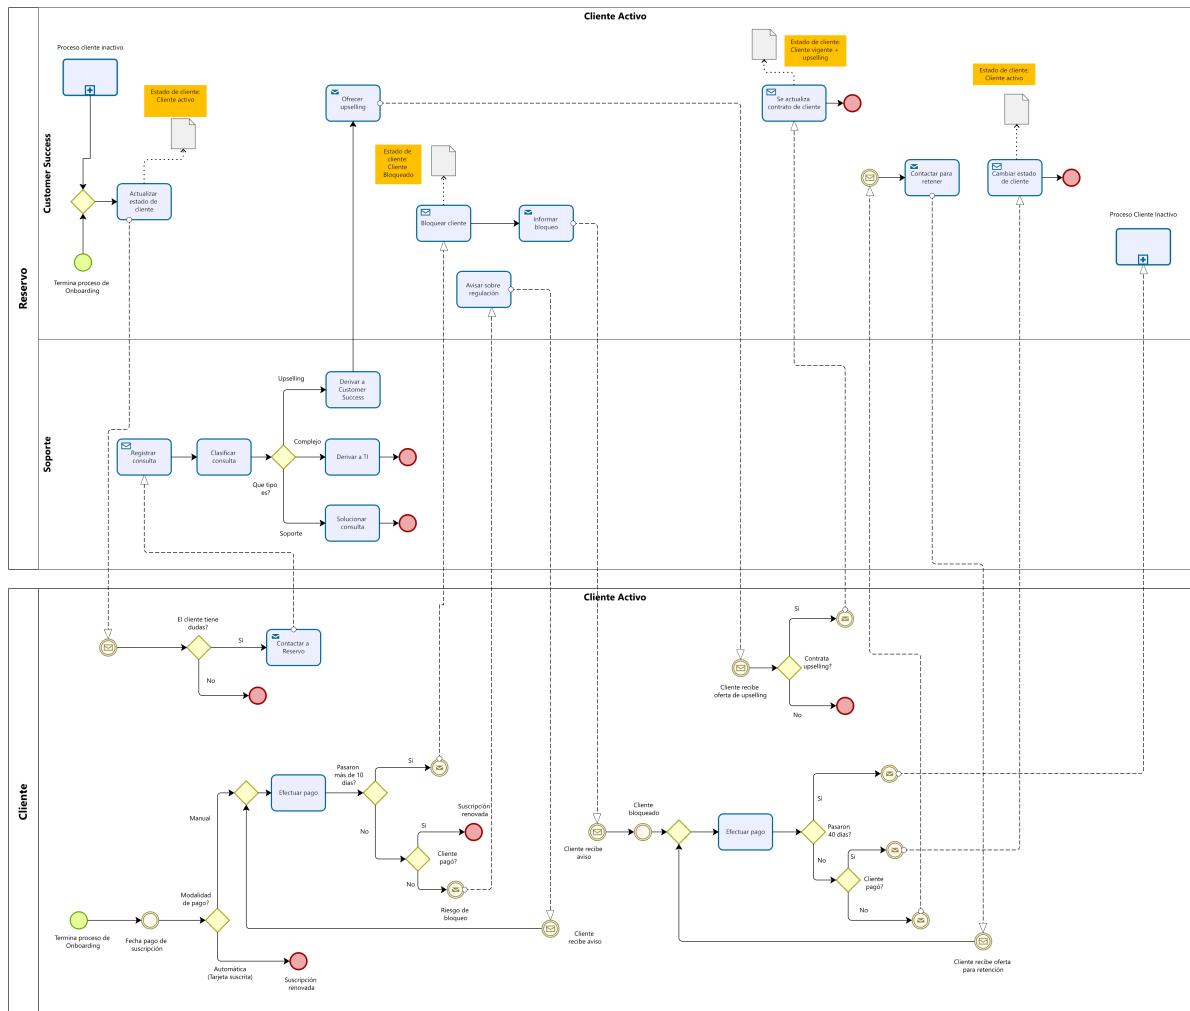 Cliente Activo
Reservo
Customer Success
Proceso cliente inactivo
Estado de cliente:
Cliente activo
Actualizar
estado de
cliente
Termina proceso de
Onboarding
Ofrecer
upselling
Estado de
cliente:
Cliente
Bloqueado
Bloquear cliente
Informar
bloqueo
Avisar sobre
regulación
Estado de cliente:
Cliente vigente +
upselling
Se actualiza
contrato de cliente
Contactar para
retener
Estado de cliente:
Cliente activo
Cambiar estado
de cliente
Proceso Cliente Inactivo
Soporte
Registrar
consulta
Clasificar
consulta
Que tipo
es?
Upselling
Derivar a
Customer
Success
Complejo
Derivar a TI
Soporte
Solucionar
consulta
Cliente Activo
Cliente
El cliente tiene
dudas?
Si
Contactar a
Reservo
No
Cliente recibe
oferta de upselling
Contrata
upselling?
Si
No
Termina proceso de
Onboarding
Fecha pago de
suscripción
Modalidad
de pago?
Manual
Automática
(Tarjeta suscrita)
Suscripción
renovada
Efectuar pago
Pasaron
más de 10
días?
Si
No
Cliente
pagó?
Si
Suscripción
renovada
No
Riesgo de
bloqueo
Cliente
recibe aviso
Cliente recibe
aviso
Cliente
bloqueado
Efectuar pago
Pasaron
40 días?
Si
No
Cliente
pagó?
Si
No
Cliente recibe oferta
para retención